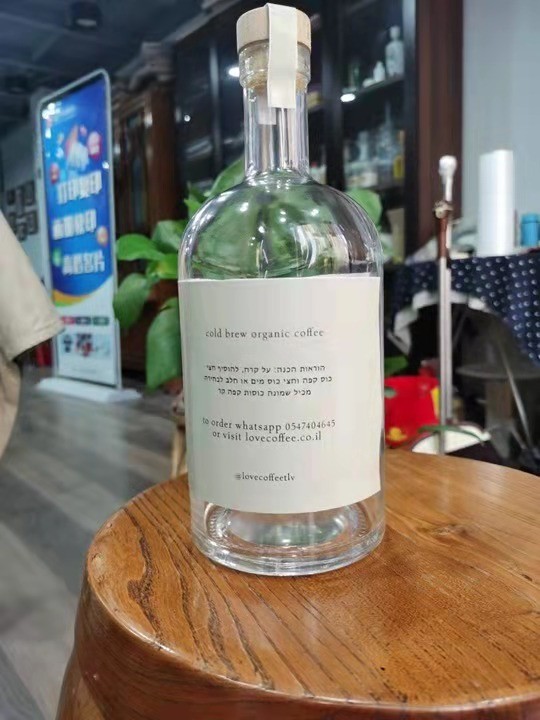 cold brew organic coffee
הוראות הכנה: על קרח, להוסיף חצי
כוס קפה וחצי כוס מים או חלב לבחירה
מכיל שמונה כוסות קפה קר
to order whatsapp 0547404645
or visit lovecoffee.co.il
@lovecoffeetlv